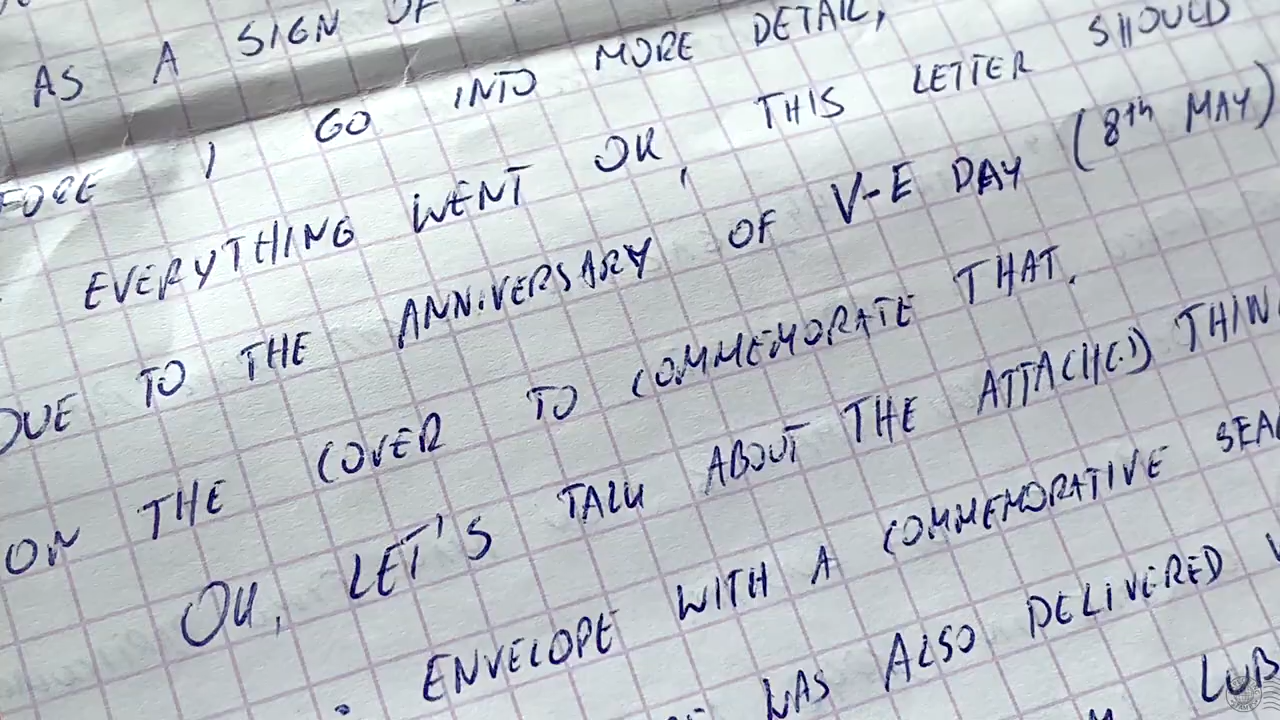 AS A SIGN OF
I GO INTO MORE DETAIL,
EVERYTHING WENT OK, THIS LETTER SHOULD
DUE TO THE ANNIVERSARY OF V-E DAY (8th MAY)
ON THE COVER TO COMMEMORATE THAT.
OK, LET'S TALK ABOUT THE ATTACHED THIN
• ENVELOPE WITH A COMMEMORATIVE SEA
WAS ALSO DELIVERED
LUB